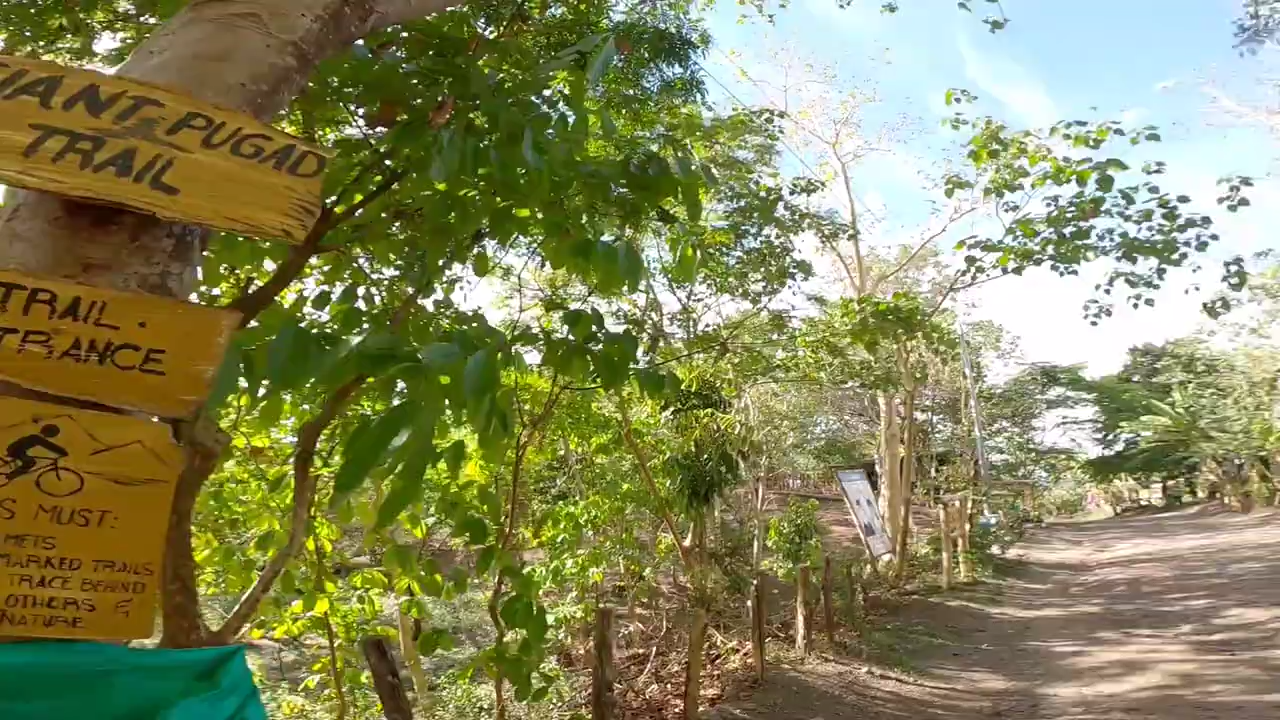 IANT PUGAD
TRAIL
TRAIL.
TRANCE
S MUST:
METS
MARKED TRAILS
TRACE BEHIND
OTHERS &
NATURE